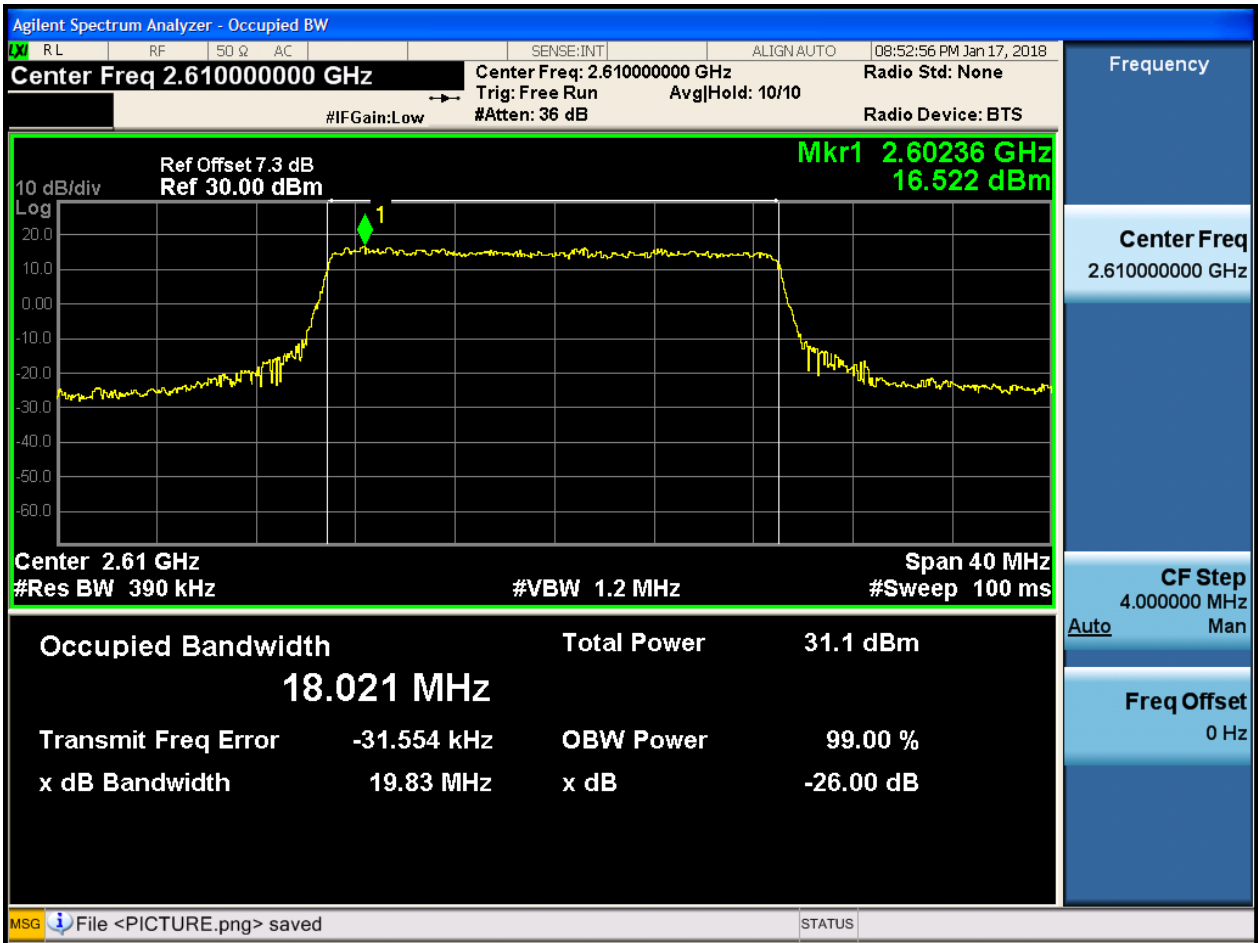 Agilent Spectrum Analyzer - Occupied BW
LXI RL RF 50 Ω AC SENSE:INT ALIGN AUTO 08:52:56 PM Jan 17, 2018
Center Freq 2.610000000 GHz
Center Freq: 2.610000000 GHz Radio Std: None
Trig: Free Run Avg|Hold: 10/10
#IFGain:Low #Atten: 36 dB Radio Device: BTS
Frequency
Mkr1 2.60236 GHz
16.522 dBm
Ref Offset 7.3 dB
10 dB/div Ref 30.00 dBm
Log
1
20.0
10.0
0.00
-10.0
-20.0
-30.0
-40.0
-50.0
-60.0
Center 2.61 GHz Span 40 MHz
#Res BW 390 kHz #VBW 1.2 MHz #Sweep 100 ms
Occupied Bandwidth Total Power 31.1 dBm
18.021 MHz
Transmit Freq Error -31.554 kHz OBW Power 99.00 %
x dB Bandwidth 19.83 MHz x dB -26.00 dB
Center Freq
2.610000000 GHz
CF Step
4.000000 MHz
Auto Man
Freq Offset
0 Hz
MSG File <PICTURE.png> saved STATUS